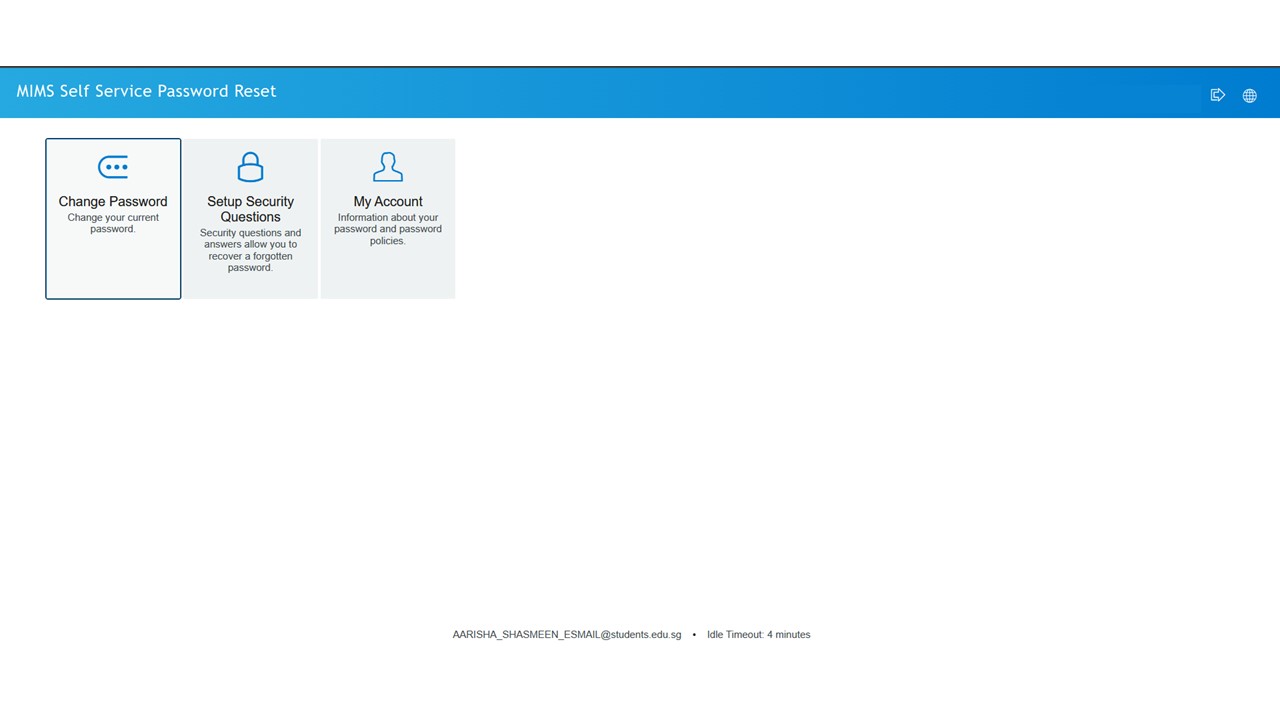 MIMS Self Service Password Reset
Change Password
Change your current
password.
Setup Security
Questions
Security questions and
answers allow you to
recover a forgotten
password.
My Account
Information about your
password and password
policies.
AARISHA_SHASMEEN_ESMAIL@students.edu.sg • Idle Timeout: 4 minutes